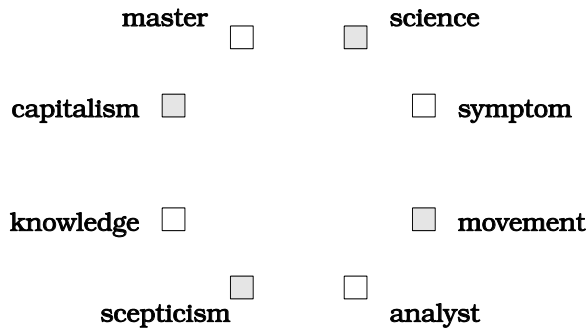 master
science
capitalism
symptom
knowledge
movement
scepticism
analyst